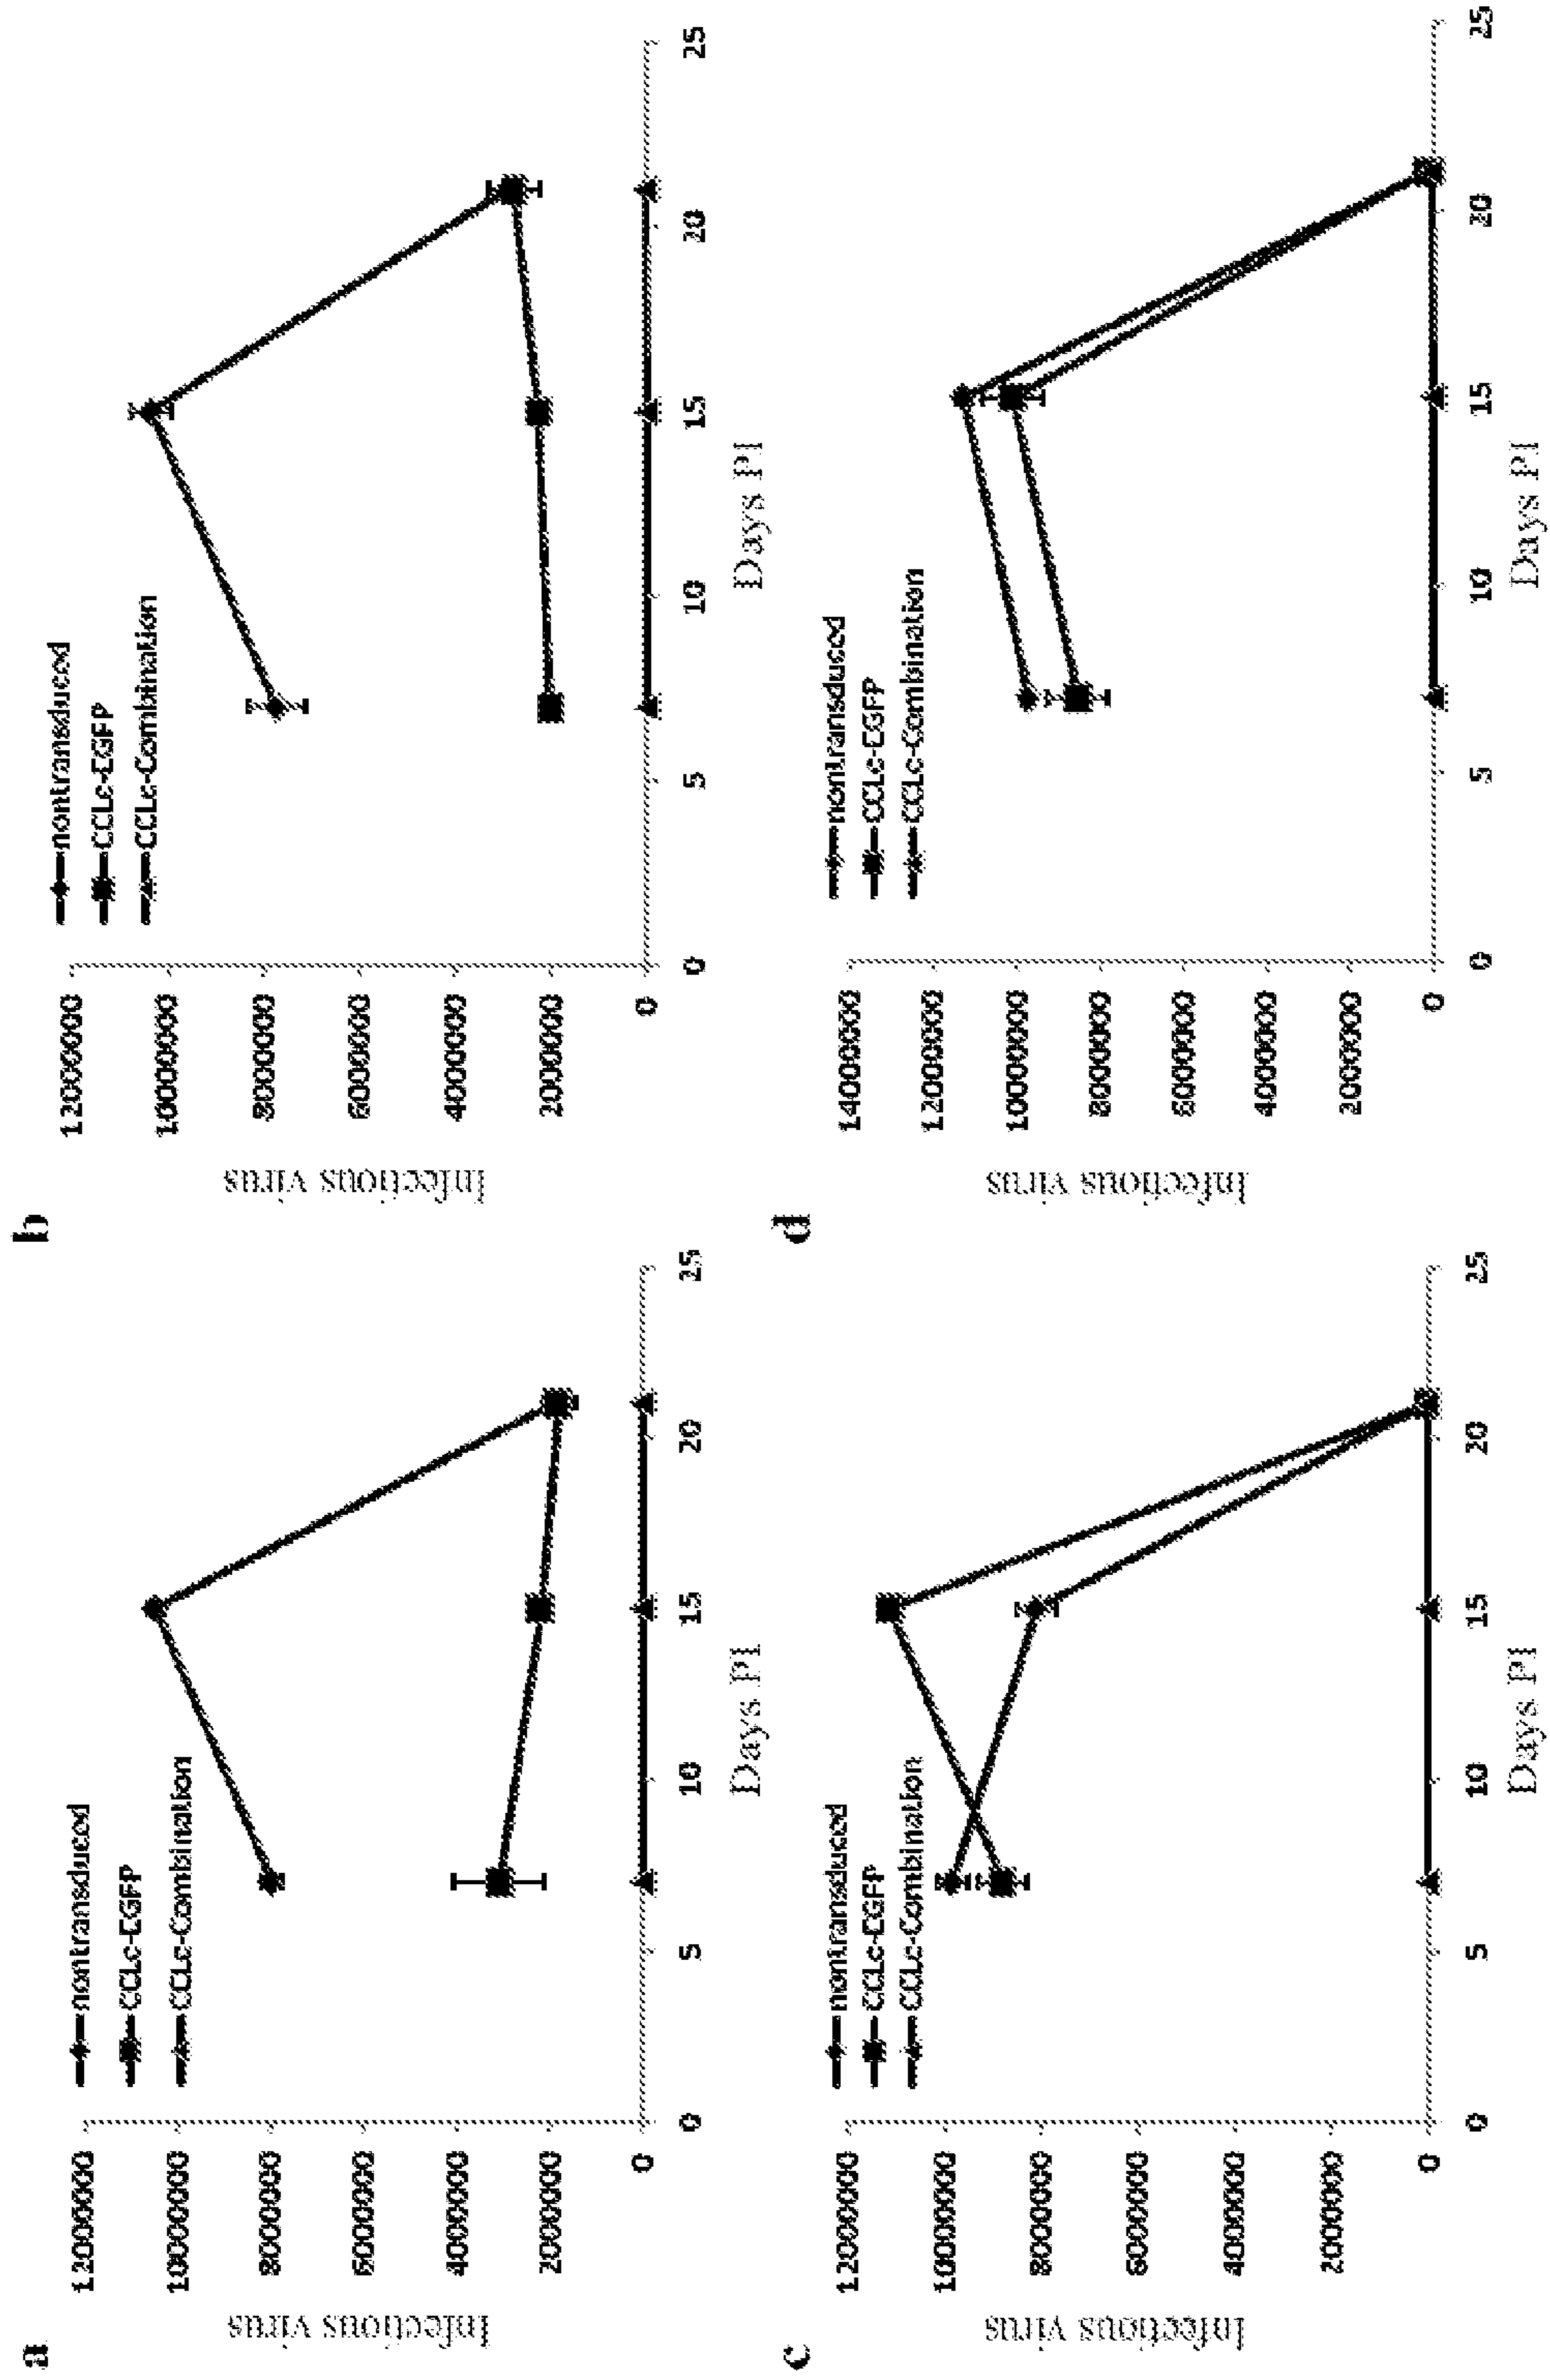 a
Infectious virus
12000000
10000000
8000000
6000000
4000000
2000000
0
nontransduced
CCLc-EGFP
CCLc-Combination
0 5 10 15 20 25
Days PI
b
Infectious virus
12000000
10000000
8000000
6000000
4000000
2000000
0
nontransduced
CCLc-EGFP
CCLc-Combination
0 5 10 15 20 25
Days PI
c
Infectious virus
12000000
10000000
8000000
6000000
4000000
2000000
0
nontransduced
CCLc-EGFP
CCLc-Combination
0 5 10 15 20 25
Days PI
d
Infectious virus
14000000
12000000
10000000
8000000
6000000
4000000
2000000
0
nontransduced
CCLc-EGFP
CCLc-Combination
0 5 10 15 20 25
Days PI